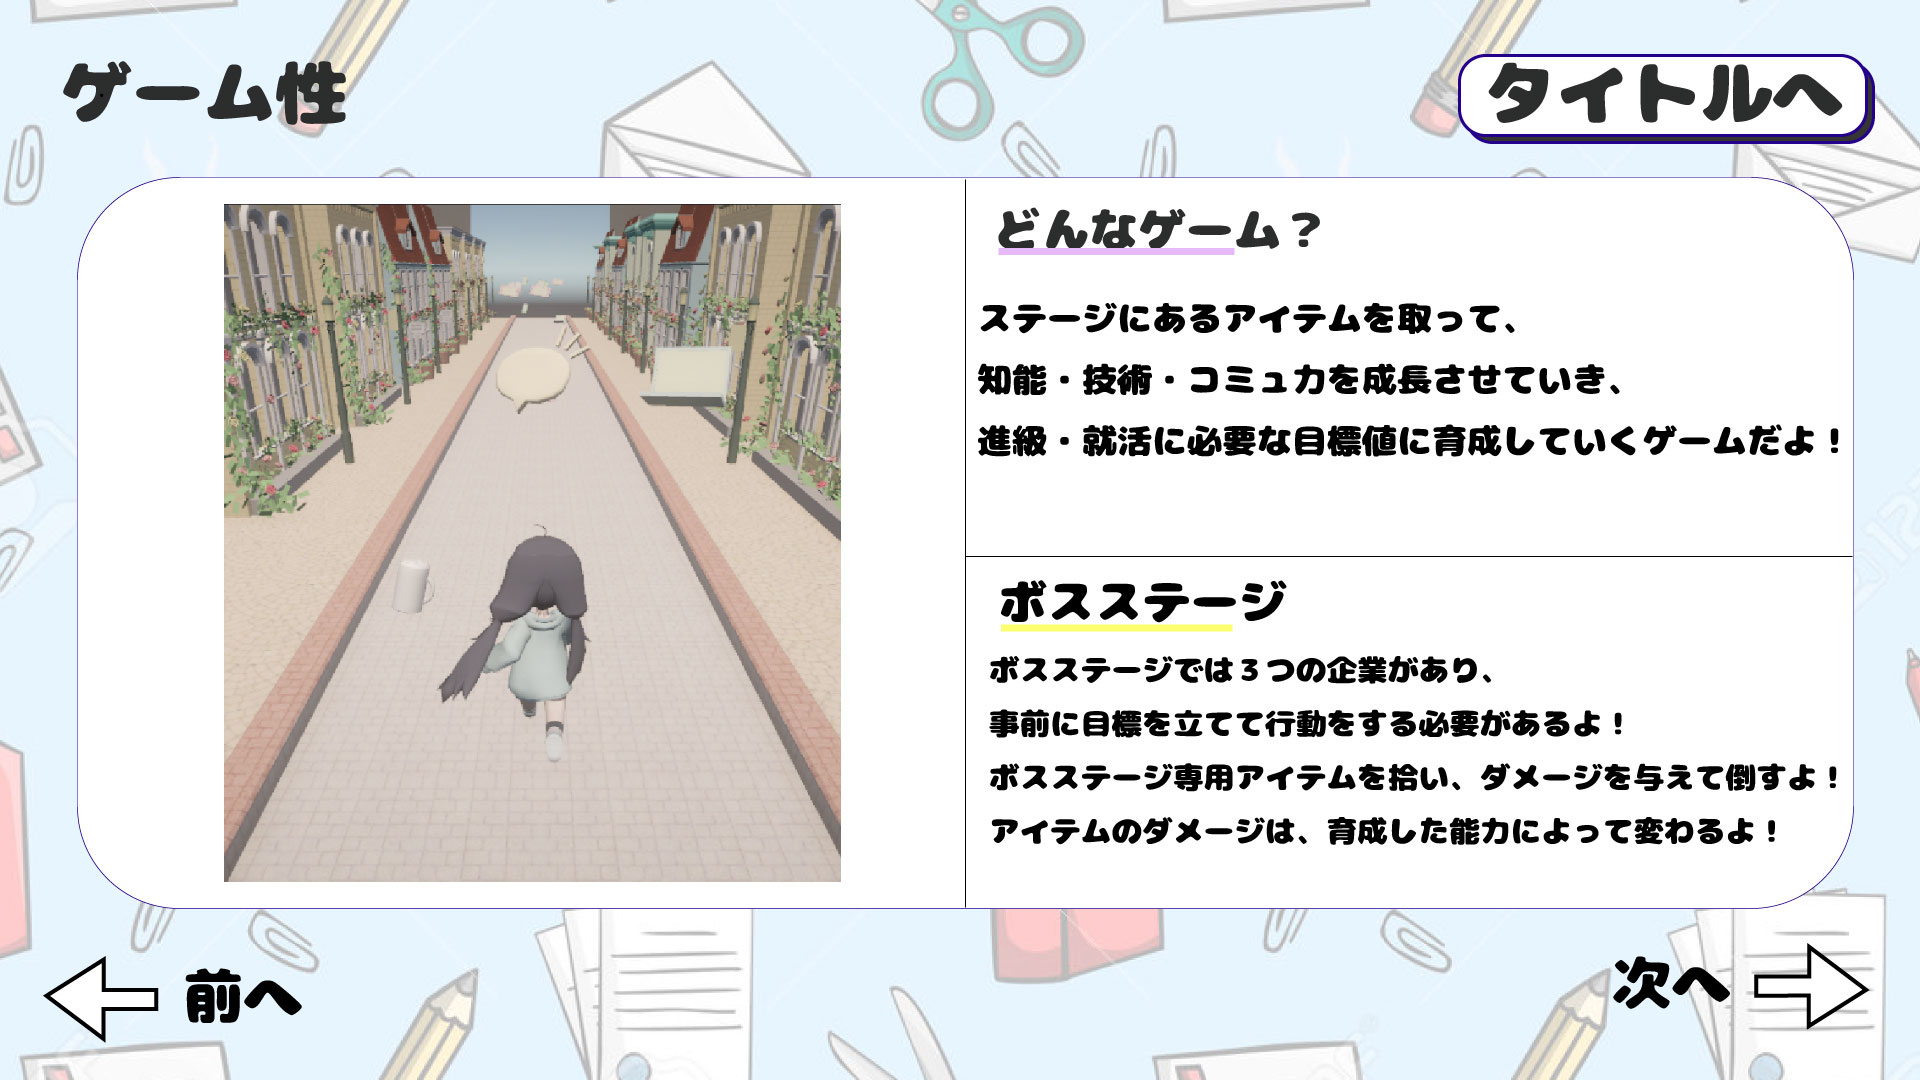 ゲーム性
タイトルへ
どんなゲーム？
ステージにあるアイテムを取って、
知能・技術・コミュ力を成長させていき、
進級・就活に必要な目標値に育成していくゲームだよ！
ボスステージ
ボスステージでは３つの企業があり、
事前に目標を立てて行動をする必要があるよ！
ボスステージ専用アイテムを拾い、ダメージを与えて倒すよ！
アイテムのダメージは、育成した能力によって変わるよ！
前へ
次へ